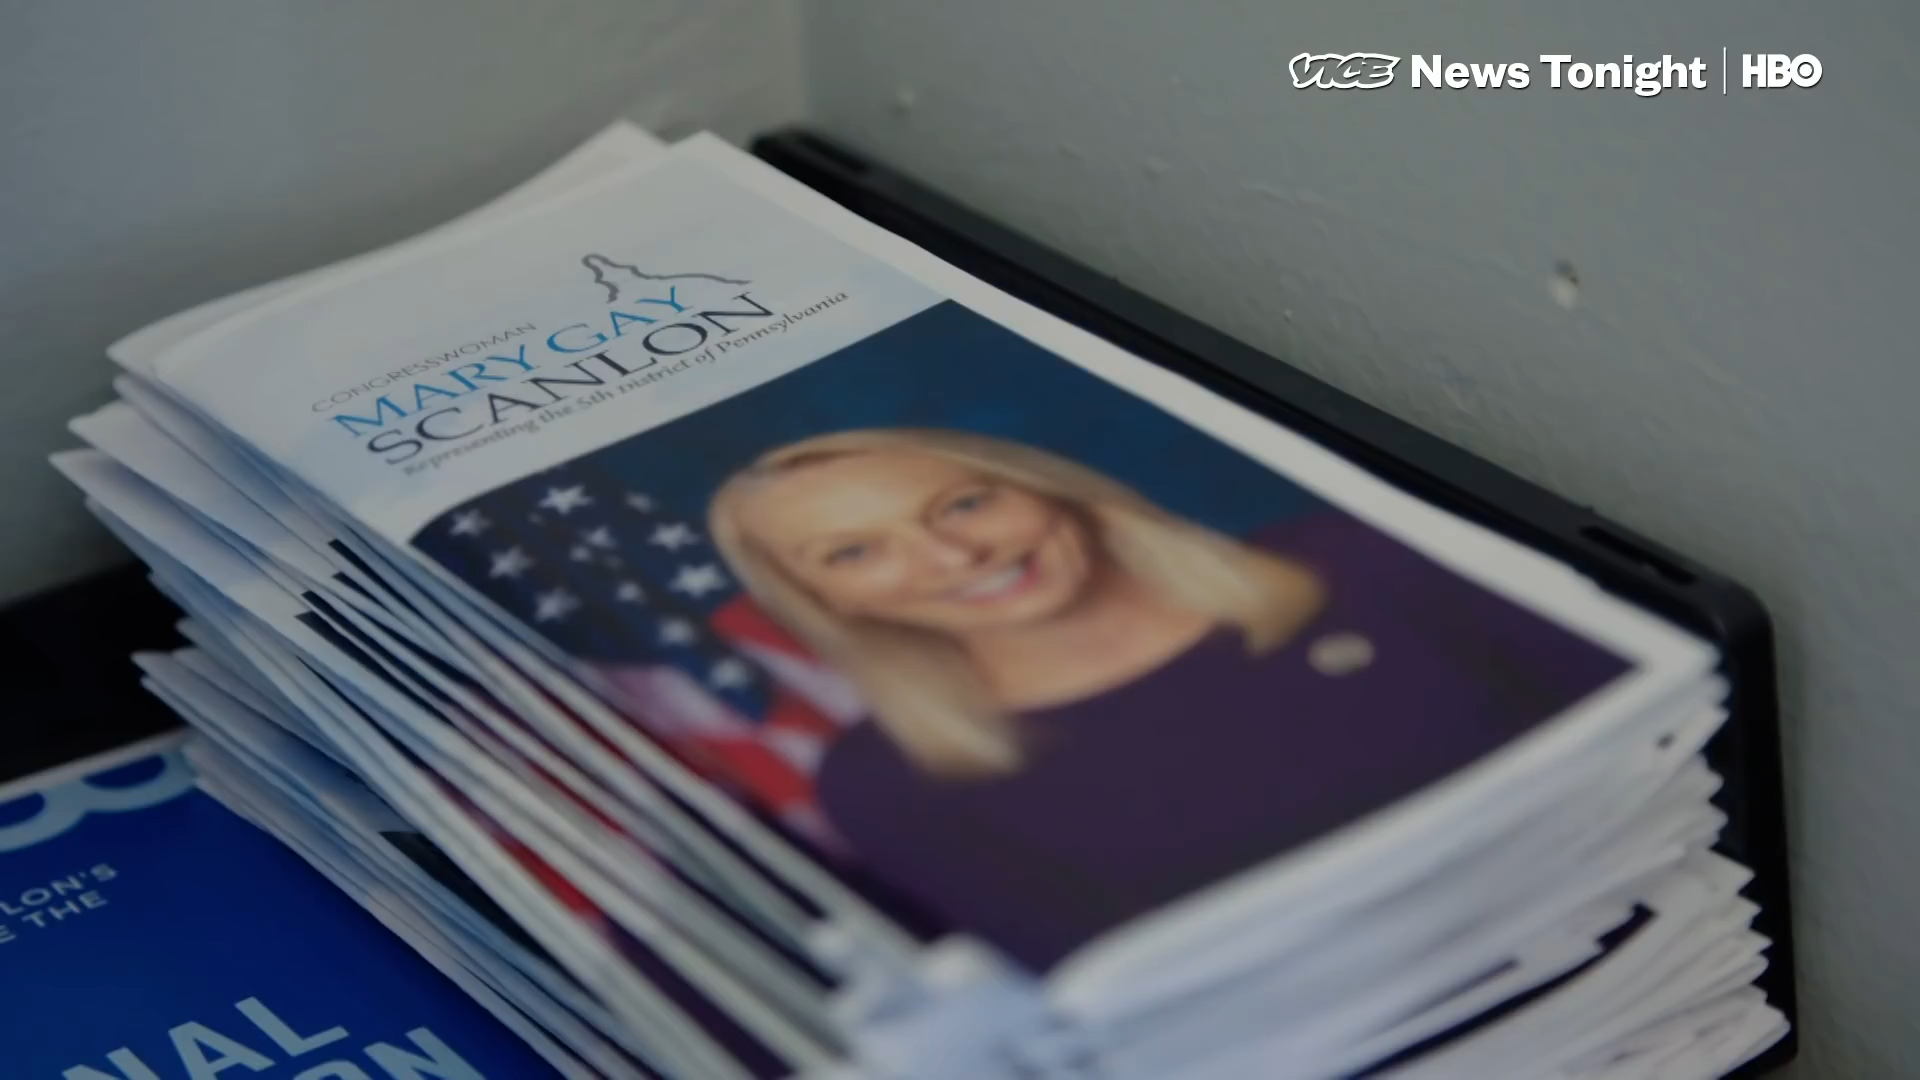 VICE News Tonight | HBO
CONGRESSWOMAN
MARY GAY
SCANLON
Representing the 5th District of Pennsylvania
LON'S
E THE
NAL